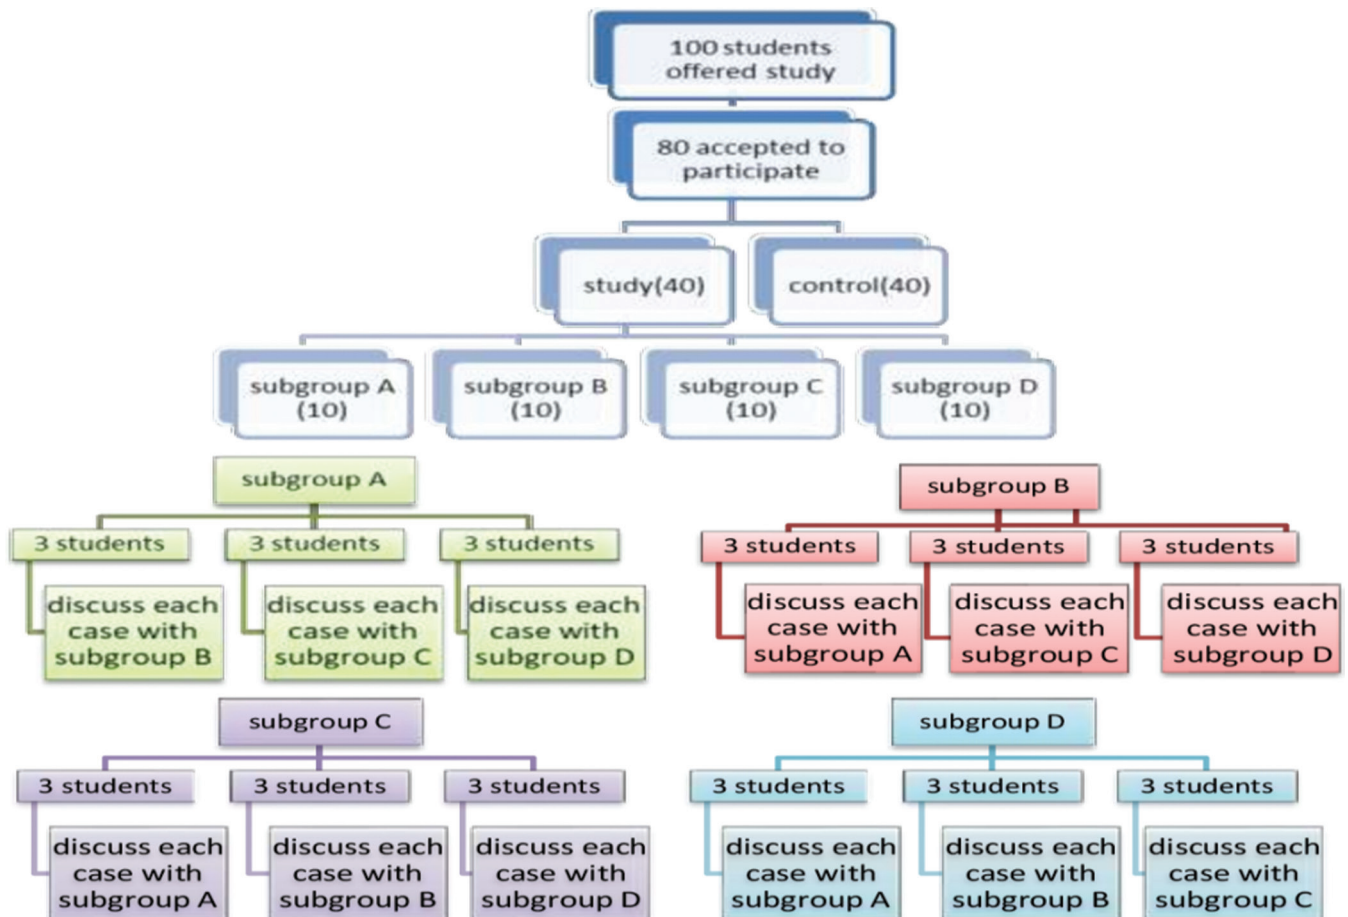 100 students
offered study
80 accepted to
participate
study(40)
control(40)
subgroup A
(10)
subgroup B
(10)
subgroup C
(10)
subgroup D
(10)
subgroup A
3 students
3 students
3 students
discuss each
case with
subgroup B
discuss each
case with
subgroup C
discuss each
case with
subgroup D
subgroup B
3 students
3 students
3 students
discuss each
case with
subgroup A
discuss each
case with
subgroup C
discuss each
case with
subgroup D
subgroup C
3 students
3 students
3 students
discuss each
case with
subgroup A
discuss each
case with
subgroup B
discuss each
case with
subgroup D
subgroup D
3 students
3 students
3 students
discuss each
case with
subgroup A
discuss each
case with
subgroup B
discuss each
case with
subgroup C